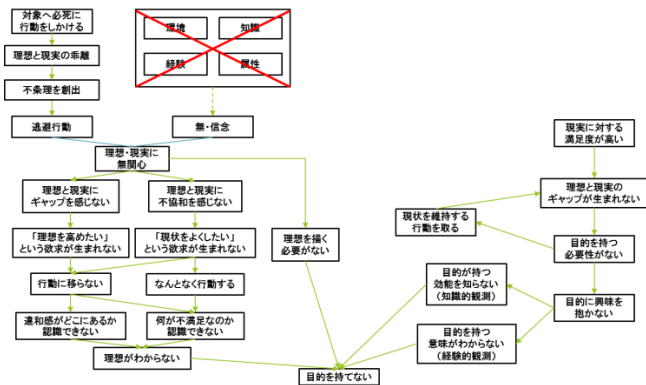 対象へ必死に
行動をしかける
理想と現実の乖離
不条理を創出
逃避行動
環境
知識
経験
属性
無・信念
理想・現実に
無関心
理想と現実に
ギャップを感じない
理想と現実に
不協和を感じない
「理想を高めたい」
という欲求が生まれない
「現状をよくしたい」
という欲求が生まれない
理想を描く
必要がない
行動に移らない
なんとなく行動する
違和感がどこにあるか
認識できない
何が不満足なのか
認識できない
理想がわからない
目的を持てない
現実に対する
満足度が高い
理想と現実の
ギャップが生まれない
現状を維持する
行動を取る
目的を持つ
必要性がない
目的に興味を
抱かない
目的が持つ
効能を知らない
（知識的観測）
目的を持つ
意味がわからない
（経験的観測）